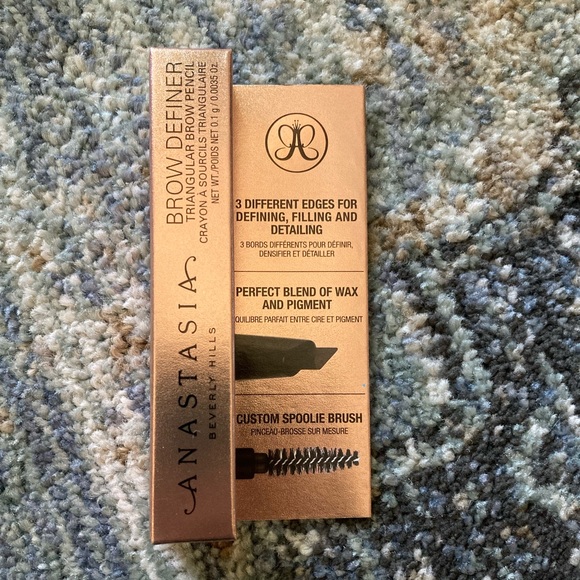 BROW DEFINER
TRIANGULAR BROW PENCIL
CRAYON À SOURCILS TRIANGULAIRE
NET WT./POIDS NET 0.1 g / 0.0035 Oz.
ANASTASIA
BEVERLY HILLS
3 DIFFERENT EDGES FOR
DEFINING, FILLING AND
DETAILING
3 BORDS DIFFÉRENTS POUR DÉFINIR,
DENSIFIER ET DÉTAILLER
PERFECT BLEND OF WAX
AND PIGMENT
QUILIBRE PARFAIT ENTRE CIRE ET PIGMENT
CUSTOM SPOOLIE BRUSH
PINCEAO-BROSSE SUR MESURE